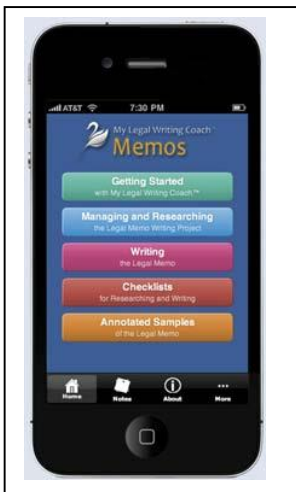 AT&T 7:30 PM
My Legal Writing Coach™
Memos
Getting Started
with My Legal Writing Coach™
Managing and Researching
the Legal Memo Writing Project
Writing
the Legal Memo
Checklists
for Researching and Writing
Annotated Samples
of the Legal Memo
Home Notes About More